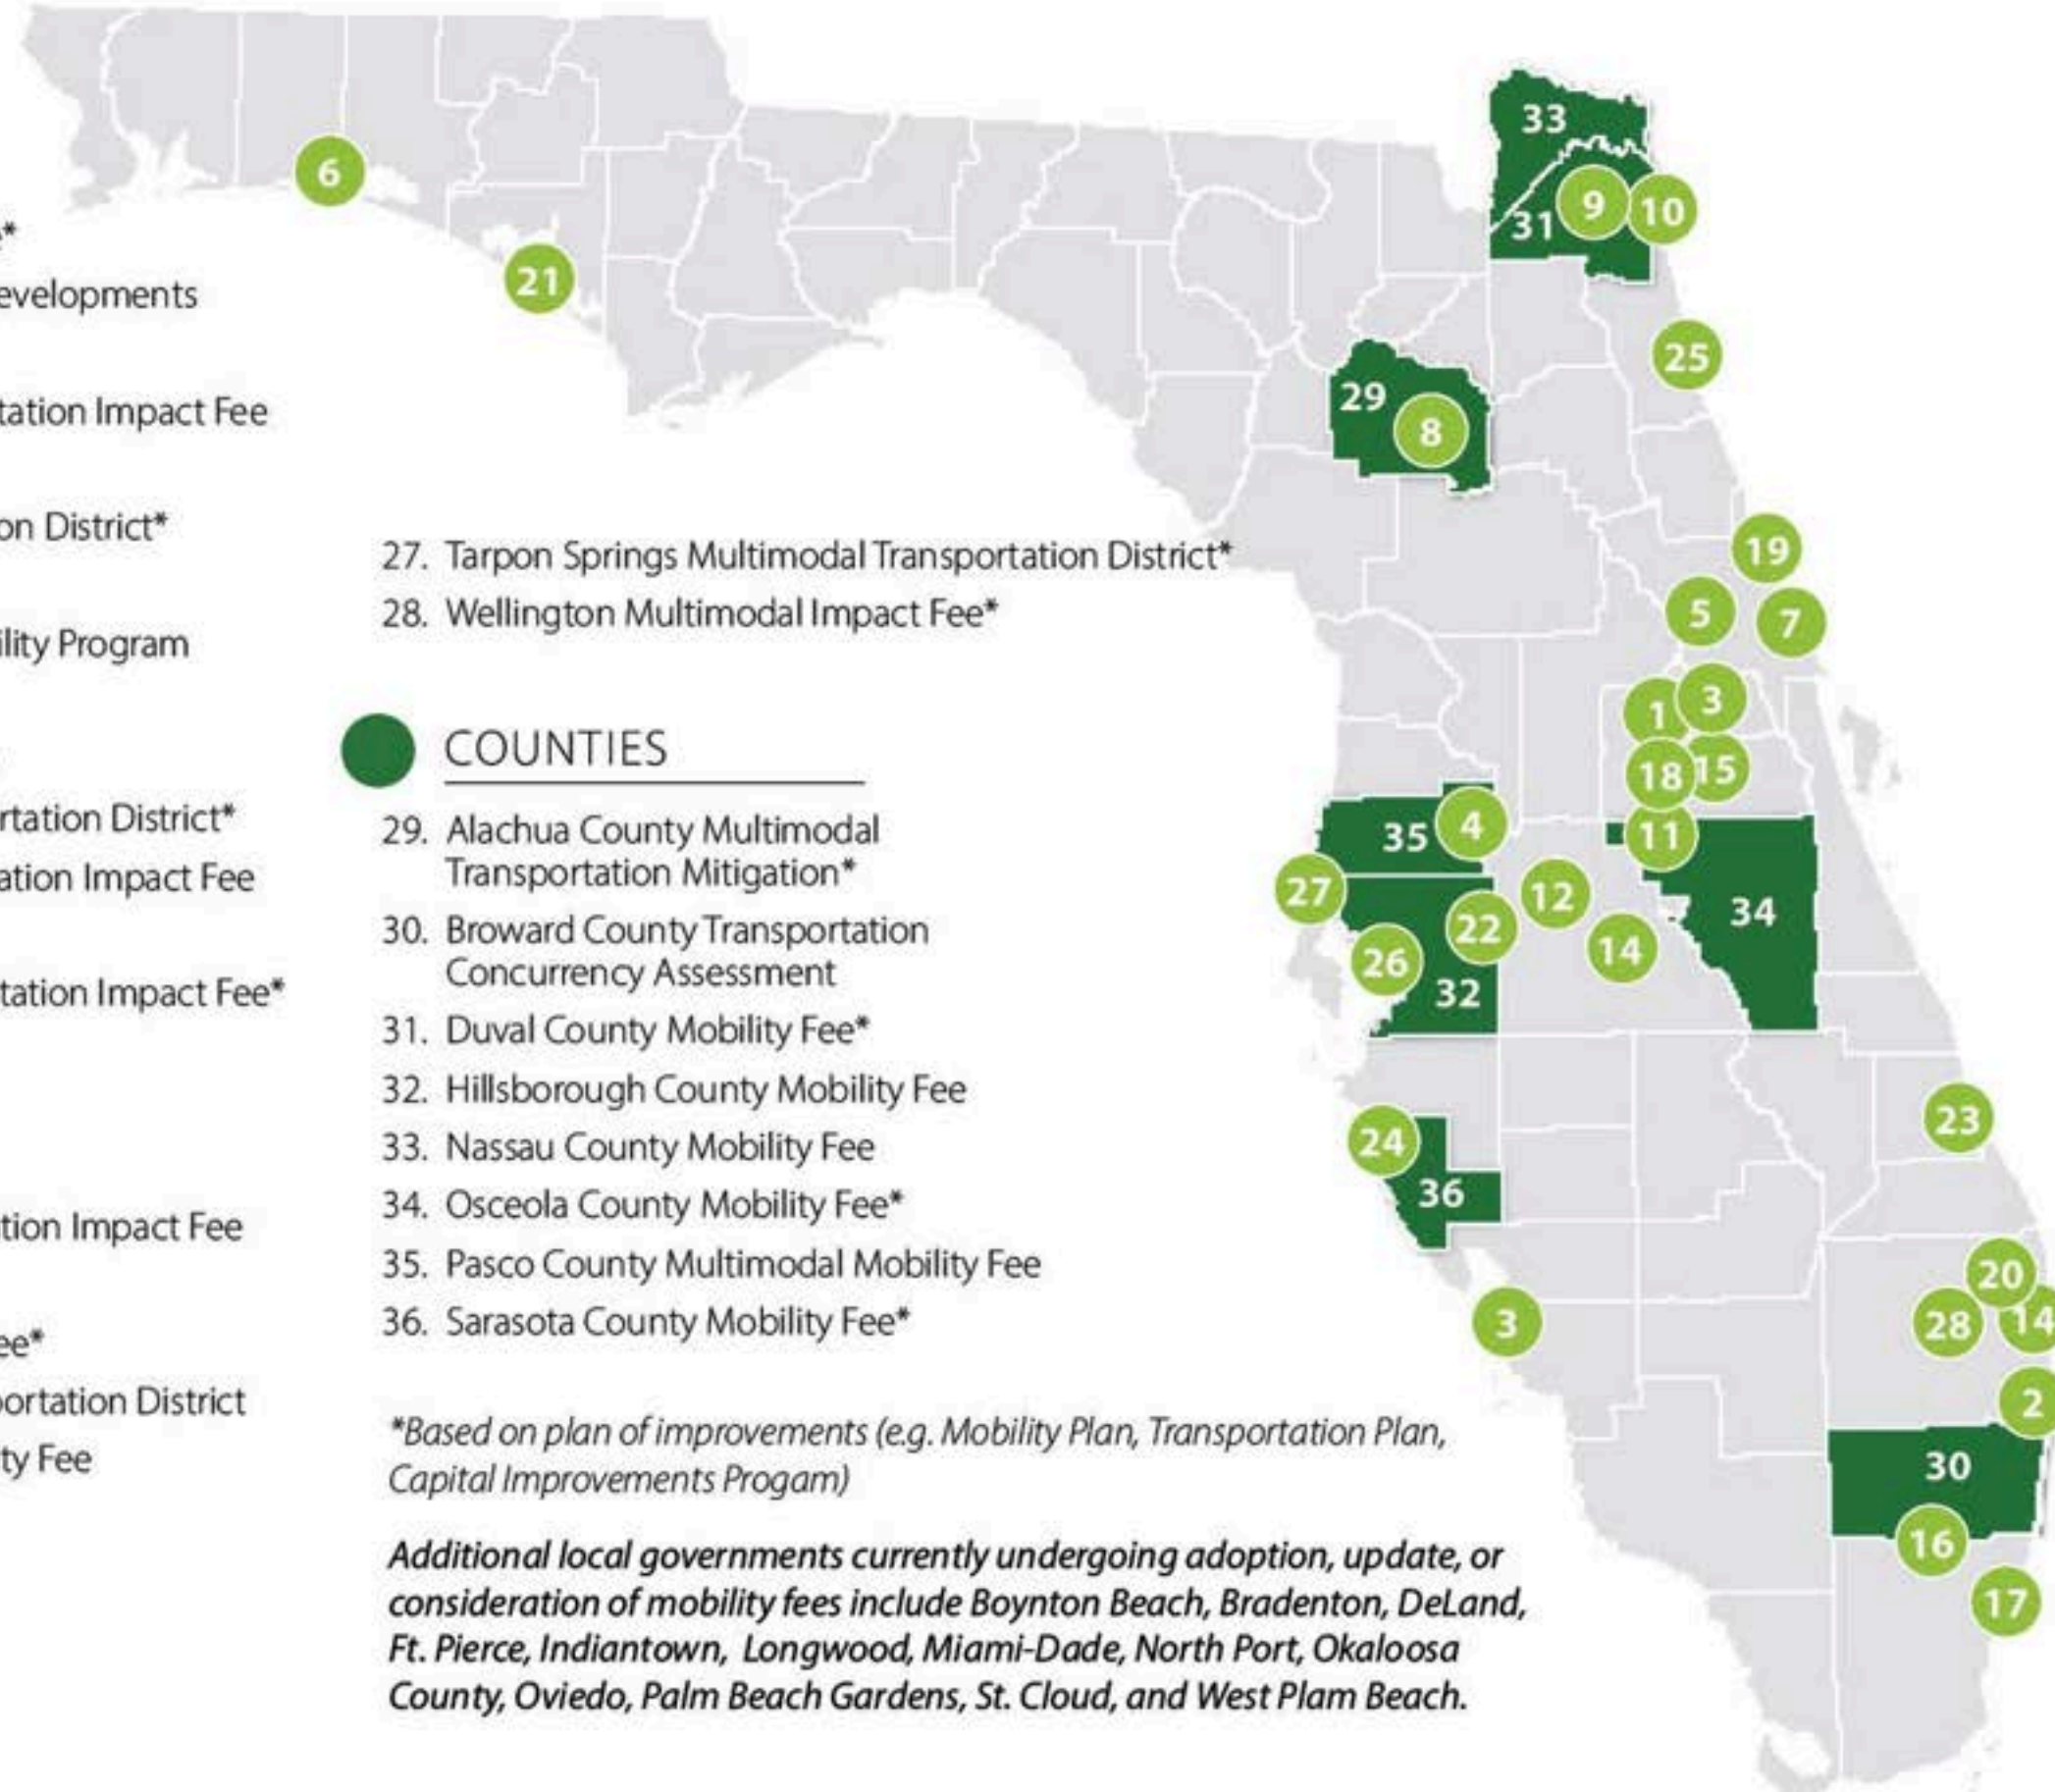 *
evelopments
tation Impact Fee
on District*
ility Program
rtation District*
ation Impact Fee
tation Impact Fee*
tion Impact Fee
ee*
portation District
ty Fee
27. Tarpon Springs Multimodal Transportation District*
28. Wellington Multimodal Impact Fee*
COUNTIES
29. Alachua County Multimodal
Transportation Mitigation*
30. Broward County Transportation
Concurrency Assessment
31. Duval County Mobility Fee*
32. Hillsborough County Mobility Fee
33. Nassau County Mobility Fee
34. Osceola County Mobility Fee*
35. Pasco County Multimodal Mobility Fee
36. Sarasota County Mobility Fee*
*Based on plan of improvements (e.g. Mobility Plan, Transportation Plan,
Capital Improvements Progam)
Additional local governments currently undergoing adoption, update, or
consideration of mobility fees include Boynton Beach, Bradenton, DeLand,
Ft. Pierce, Indiantown, Longwood, Miami-Dade, North Port, Okaloosa
County, Oviedo, Palm Beach Gardens, St. Cloud, and West Plam Beach.
33
6
9
10
31
21
25
29
8
19
5
7
3
1
18
15
4
35
11
27
12
34
22
14
26
32
23
24
36
20
3
28
14
2
30
16
17